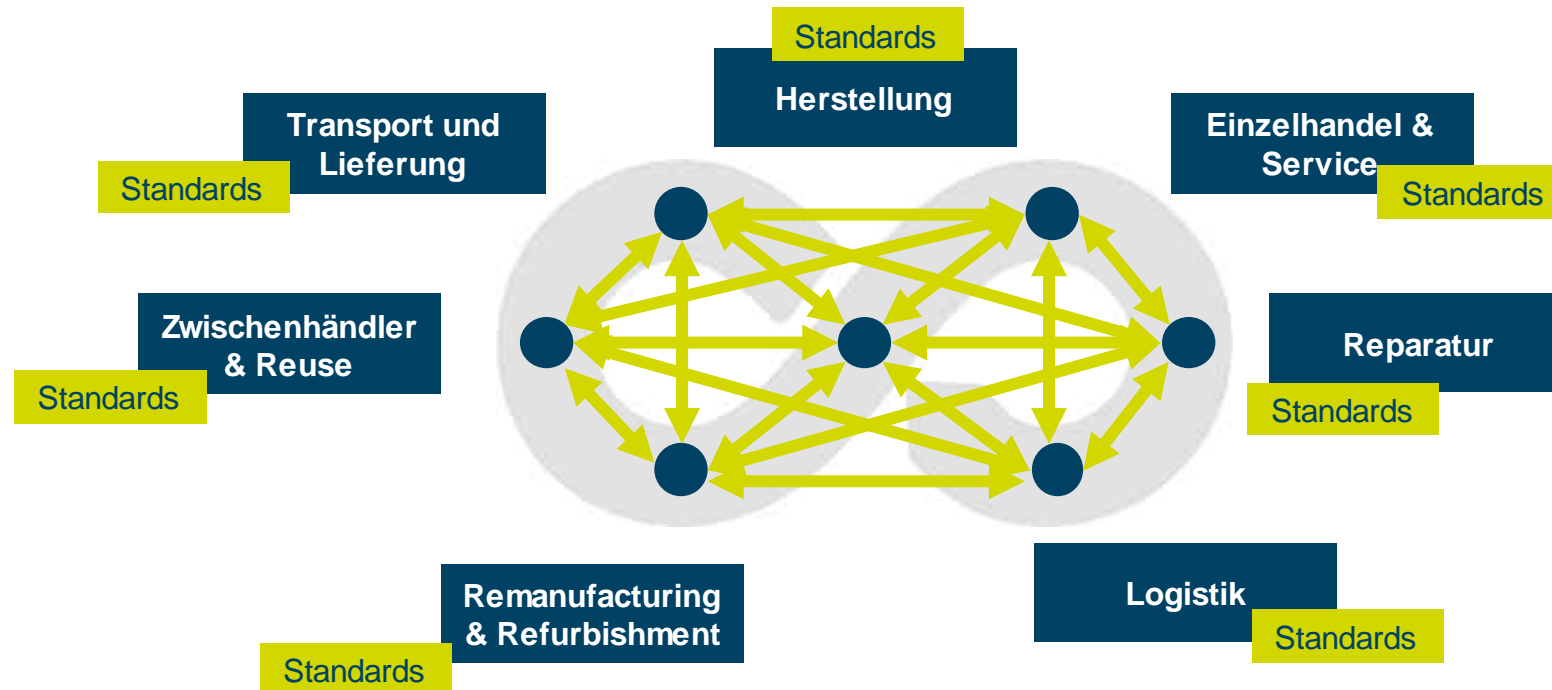 Standards
Herstellung
Transport und
Lieferung
Standards
Einzelhandel &
Service
Standards
Zwischenhändler
& Reuse
Standards
Reparatur
Standards
Remanufacturing
& Refurbishment
Standards
Logistik
Standards